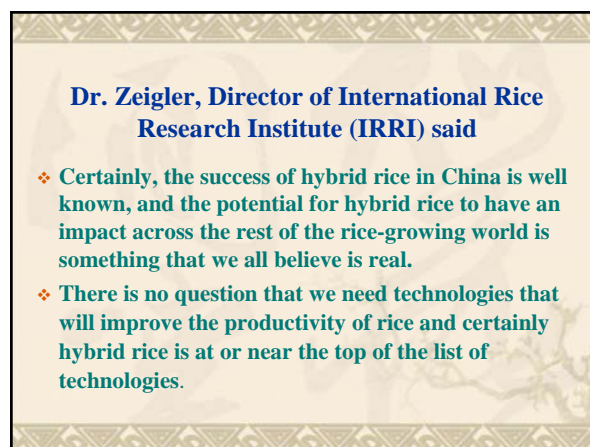 Dr. Zeigler, Director of International Rice
Research Institute (IRRI) said
❖ Certainly, the success of hybrid rice in China is well
known, and the potential for hybrid rice to have an
impact across the rest of the rice-growing world is
something that we all believe is real.
❖ There is no question that we need technologies that
will improve the productivity of rice and certainly
hybrid rice is at or near the top of the list of
technologies.